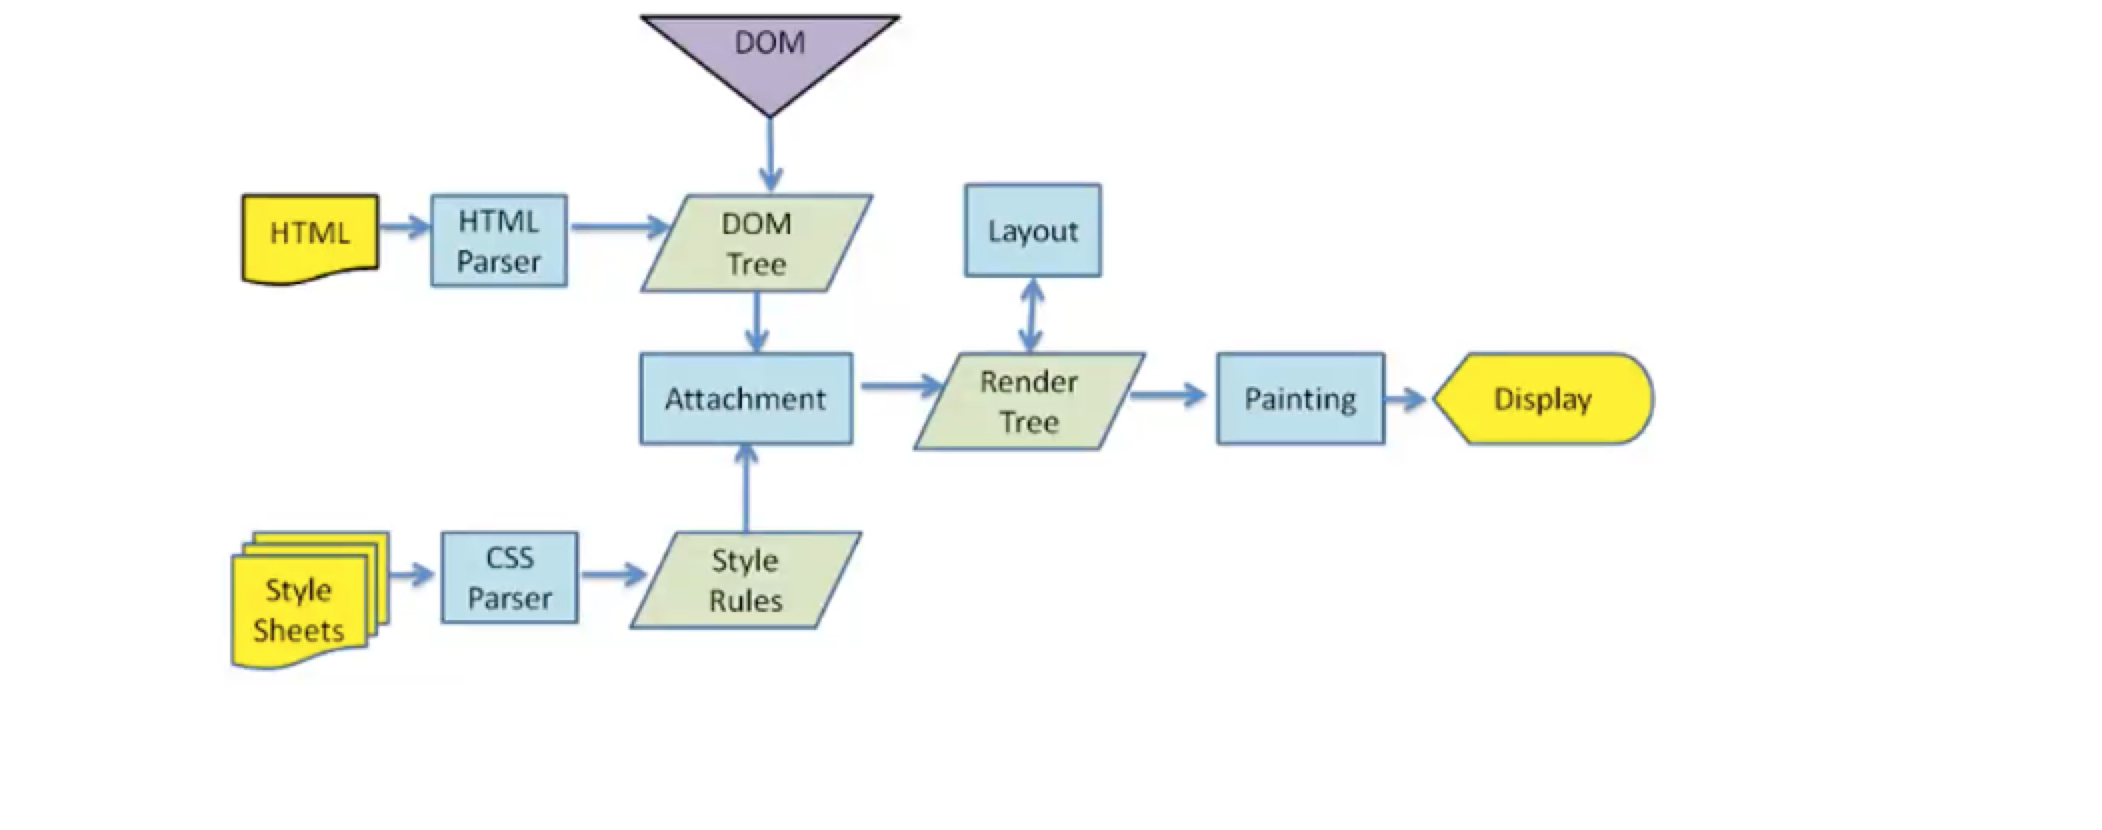 DOM
HTML
HTML
Parser
DOM
Tree
Layout
Attachment
Render
Tree
Painting
Display
Style
Sheets
CSS
Parser
Style
Rules